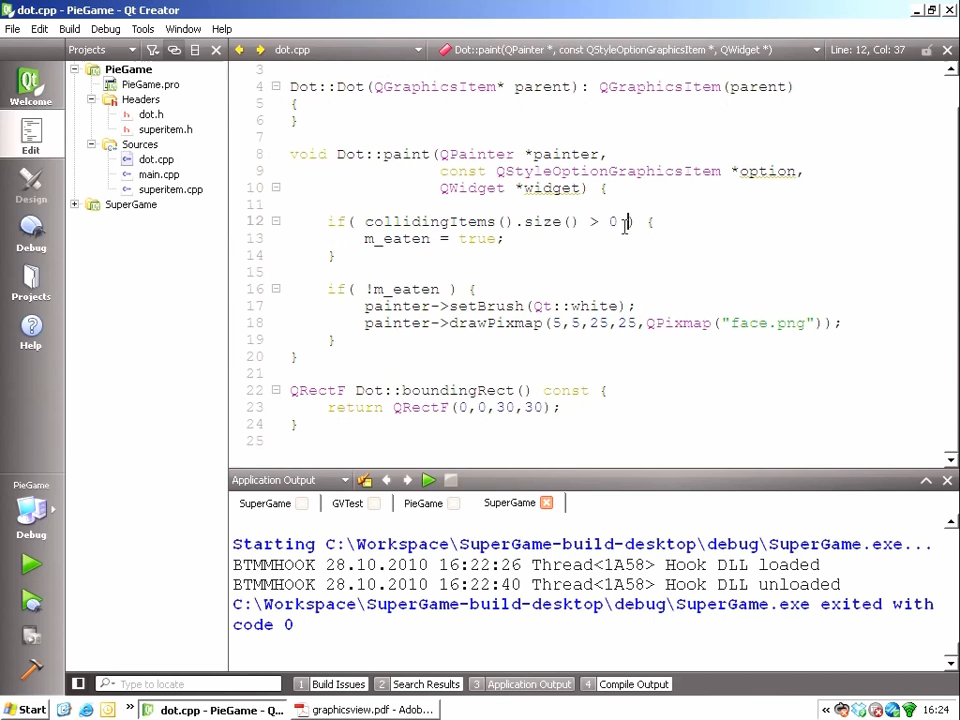 dot.cpp - PieGame - Qt Creator
File Edit Build Debug Tools Window Help
Projects dot.cpp Dot::paint(QPainter *, const QStyleOptionGraphicsItem *, QWidget *) Line: 12, Col: 37
Welcome
Edit
Design
Debug
Projects
Help
PieGame
Debug
PieGame
PieGame.pro
Headers
dot.h
superitem.h
Sources
dot.cpp
main.cpp
superitem.cpp
SuperGame
3
4 Dot::Dot(QGraphicsItem* parent): QGraphicsItem(parent)
5 {
6 }
7
8 void Dot::paint(QPainter *painter,
9 const QStyleOptionGraphicsItem *option,
10 QWidget *widget) {
11
12 if( collidingItems().size() > 0 ) {
13 m_eaten = true;
14 }
15
16 if( !m_eaten ) {
17 painter->setBrush(Qt::white);
18 painter->drawPixmap(5,5,25,25,QPixmap("face.png"));
19 }
20 }
21
22 QRectF Dot::boundingRect() const {
23 return QRectF(0,0,30,30);
24 }
25
Application Output
SuperGame GVTest PieGame SuperGame
Starting C:\Workspace\SuperGame-build-desktop\debug\SuperGame.exe...
BTMMHOOK 28.10.2010 16:22:26 Thread<1A58> Hook DLL loaded
BTMMHOOK 28.10.2010 16:22:40 Thread<1A58> Hook DLL unloaded
C:\Workspace\SuperGame-build-desktop\debug\SuperGame.exe exited with
code 0
Type to locate 1 Build Issues 2 Search Results 3 Application Output 4 Compile Output
Start » dot.cpp - PieGame - Q... graphicsview.pdf - Adob... « 16:24